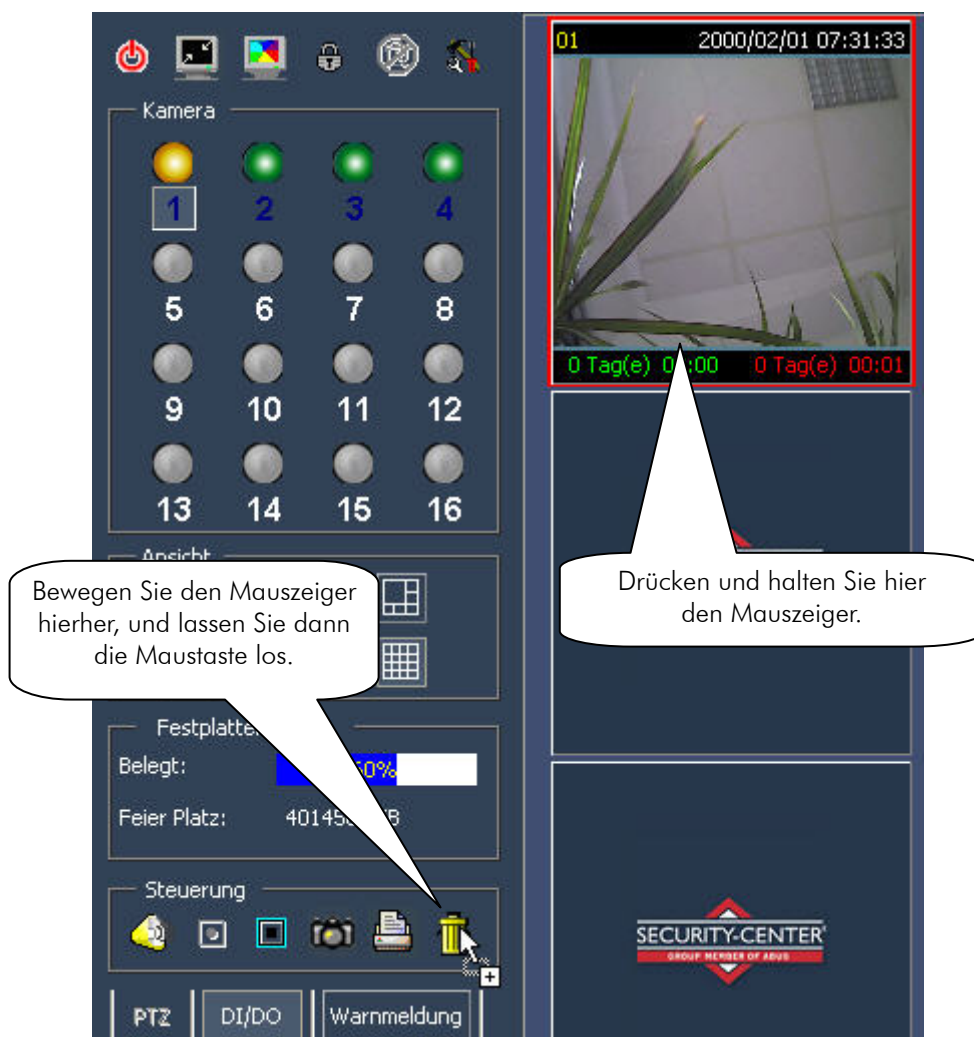 01 2000/02/01 07:31:33
Kamera
1 2 3 4
5 6 7 8
9 10 11 12
13 14 15 16
0 Tag(e) :00 0 Tag(e) 00:01
Ansicht
Bewegen Sie den Mauszeiger
hierher, und lassen Sie dann
die Maustaste los.
Drücken und halten Sie hier
den Mauszeiger.
Belegt: 60%
Feier Platz:
Steuerung
PTZ DI/DO Warnmeldung
SECURITY-CENTER
GROUP MEMBER OF ABUS